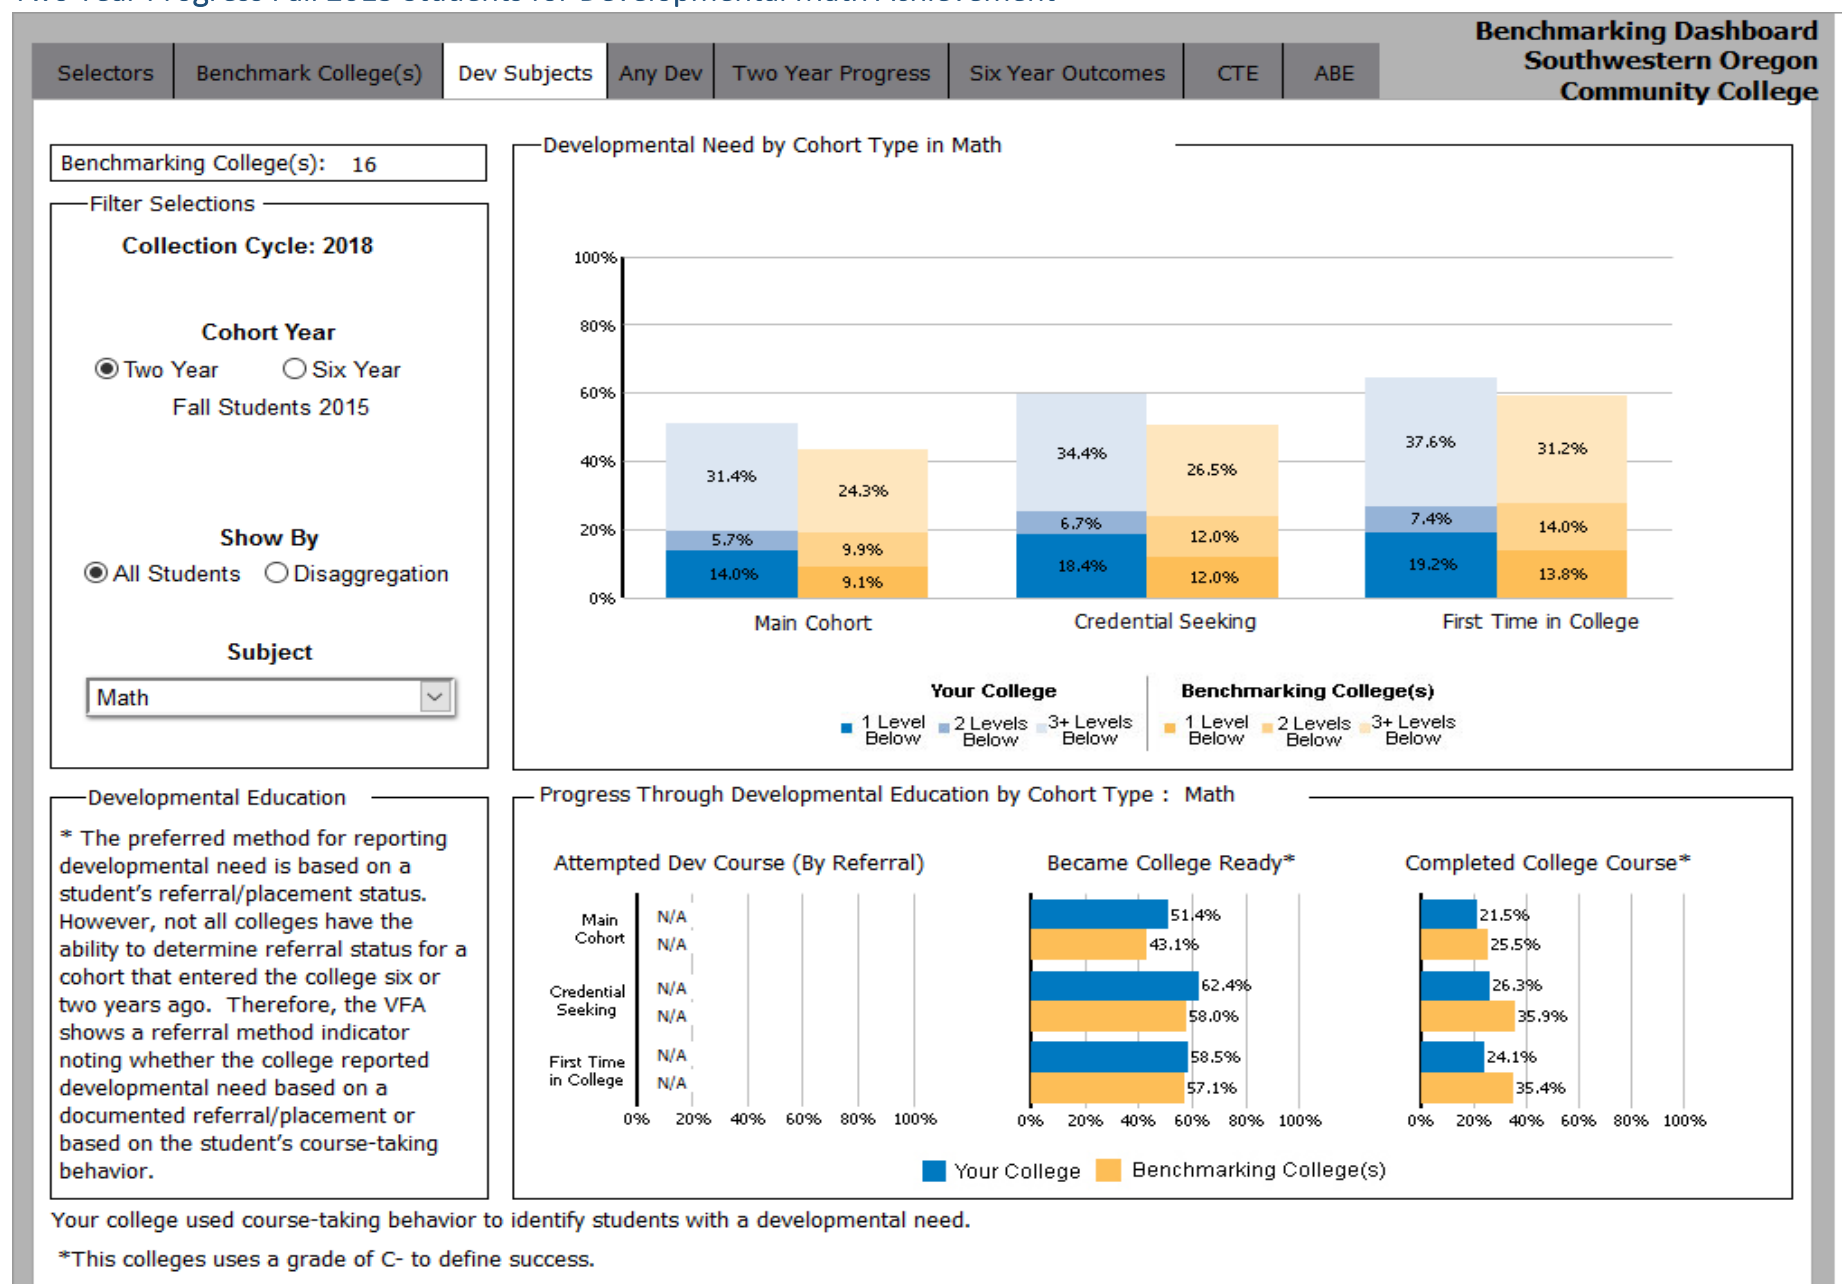 Two Year Progress Fall 2015 Students for Developmental Math Achievement
Benchmarking Dashboard
Southwestern Oregon
Community College
Selectors
Benchmark College(s)
Dev Subjects
Any Dev
Two Year Progress
Six Year Outcomes
CTE
ABE
Benchmarking College(s): 16
Filter Selections
Collection Cycle: 2018
Cohort Year
Two Year
Six Year
Fall Students 2015
Show By
All Students
Disaggregation
Subject
Math
Developmental Need by Cohort Type in Math
100%
80%
60%
40%
20%
0%
31.4%
5.7%
14.0%
24.3%
9.9%
9.1%
34.4%
6.7%
18.4%
26.5%
12.0%
12.0%
37.6%
7.4%
19.2%
31.2%
14.0%
13.8%
Main Cohort
Credential Seeking
First Time in College
Your College
1 Level
Below
2 Levels
Below
3+ Levels
Below
Benchmarking College(s)
1 Level
Below
2 Levels
Below
3+ Levels
Below
Developmental Education
* The preferred method for reporting
developmental need is based on a
student's referral/placement status.
However, not all colleges have the
ability to determine referral status for a
cohort that entered the college six or
two years ago. Therefore, the VFA
shows a referral method indicator
noting whether the college reported
developmental need based on a
documented referral/placement or
based on the student's course-taking
behavior.
Progress Through Developmental Education by Cohort Type : Math
Attempted Dev Course (By Referral)
Main
Cohort
N/A
N/A
Credential
Seeking
N/A
N/A
First Time
in College
N/A
N/A
0% 20% 40% 60% 80% 100%
Became College Ready*
51.4%
43.1%
62.4%
58.0%
58.5%
57.1%
0% 20% 40% 60% 80% 100%
Completed College Course*
21.5%
25.5%
26.3%
35.9%
24.1%
35.4%
0% 20% 40% 60% 80% 100%
Your College
Benchmarking College(s)
Your college used course-taking behavior to identify students with a developmental need.
*This colleges uses a grade of C- to define success.